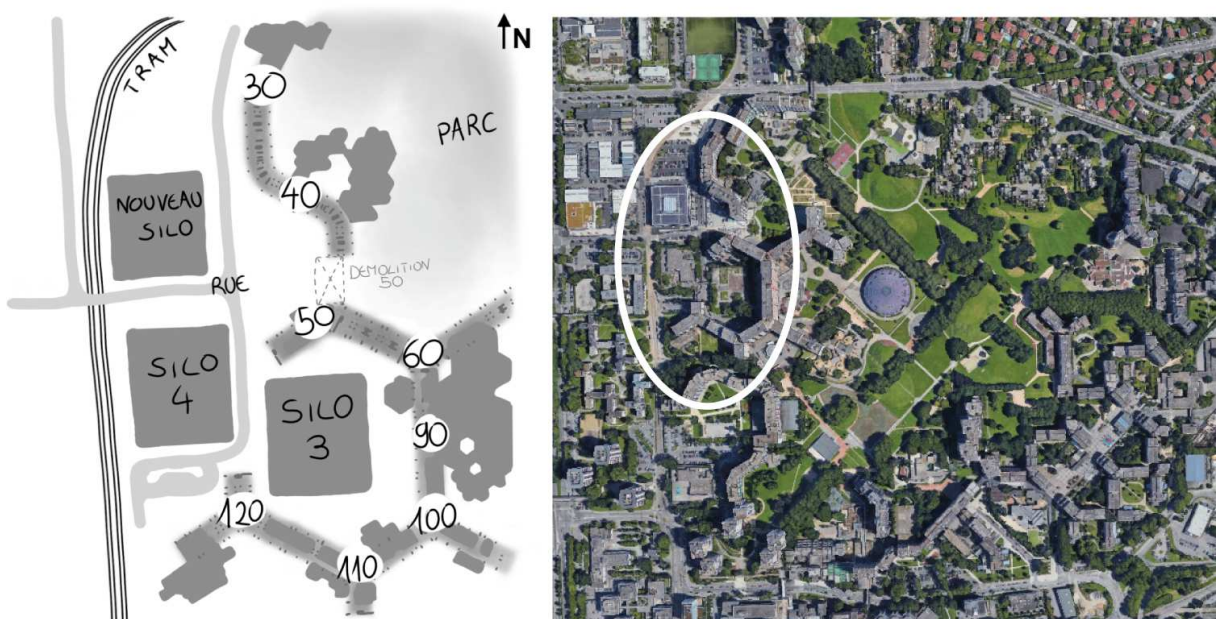 N
TRAM
30
PARC
40
NOUVEAU
SILO
DEMOLITION
50
RUE
50
60
SILO
4
SILO
3
90
120
100
110